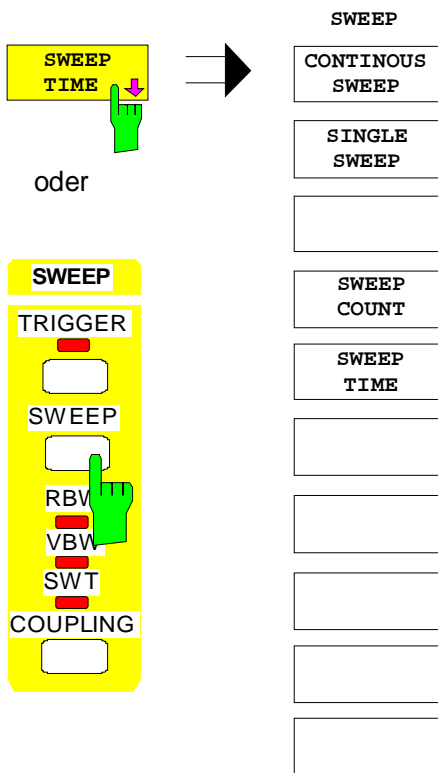 SWEEP
TIME
oder
SWEEP
TRIGGER
SWEEP
RBW
VBW
SWT
COUPLING
SWEEP
CONTINOUS
SWEEP
SINGLE
SWEEP
SWEEP
COUNT
SWEEP
TIME